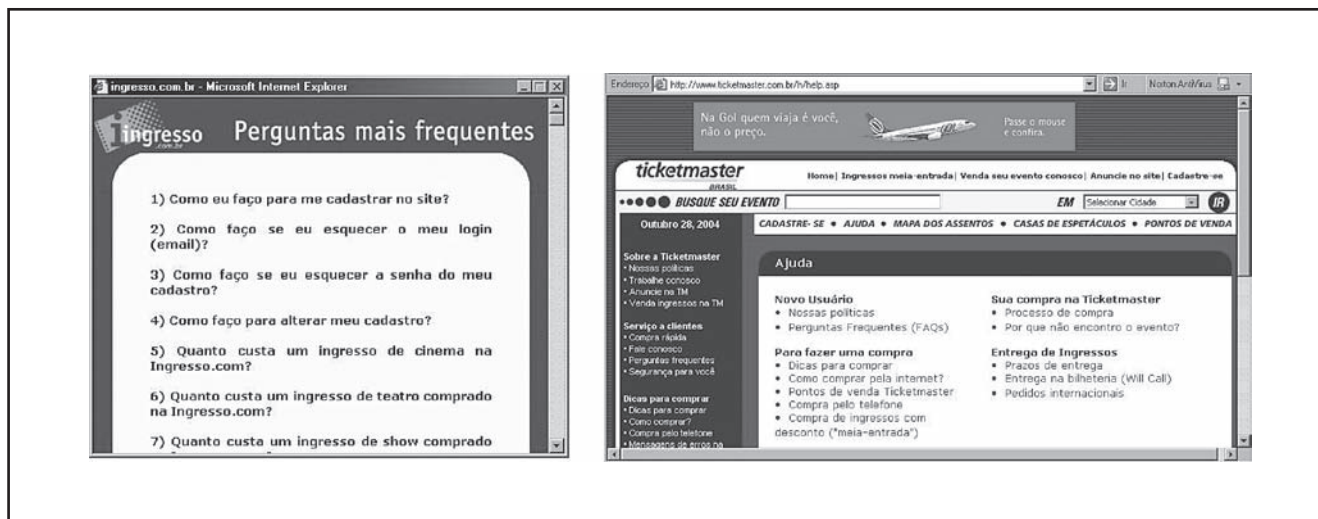 ingresso.com.br - Microsoft Internet Explorer
ingresso
.com.br
Perguntas mais frequentes
1) Como eu faço para me cadastrar no site?
2) Como faço se eu esquecer o meu login
(email)?
3) Como faço se eu esquecer a senha do meu
cadastro?
4) Como faço para alterar meu cadastro?
5) Quanto custa um ingresso de cinema na
Ingresso.com?
6) Quanto custa um ingresso de teatro comprado
na Ingresso.com?
7) Quanto custa um ingresso de show comprado
Endereço http://www.ticketmaster.com.br/h/help.asp Ir Norton AntiVirus
Na Gol quem viaja é você,
não o preço.
Passe o mouse
e confira.
ticketmaster
BRASIL
Home| Ingressos meia-entrada| Venda seu evento conosco| Anuncie no site| Cadastre-se
BUSQUE SEU EVENTO EM Selecionar Cidade IR
Outubro 28, 2004
CADASTRE-SE • AJUDA • MAPA DOS ASSENTOS • CASAS DE ESPETÁCULOS • PONTOS DE VENDA
Sobre a Ticketmaster
• Nossas políticas
• Trabalhe conosco
• Anuncie na TM
• Venda ingressos na TM
Serviço a clientes
• Compra rápida
• Fale conosco
• Perguntas frequentes
• Segurança para você
Dicas para comprar
• Dicas para comprar
• Como comprar?
• Compra pelo telefone
• Mensagens de erros na
Ajuda
Novo Usuário
• Nossas políticas
• Perguntas Frequentes (FAQs)
Para fazer uma compra
• Dicas para comprar
• Como comprar pela internet?
• Pontos de venda Ticketmaster
• Compra pelo telefone
• Compra de ingressos com
desconto ("meia-entrada")
Sua compra na Ticketmaster
• Processo de compra
• Por que não encontro o evento?
Entrega de Ingressos
• Prazos de entrega
• Entrega na bilheteria (Will Call)
• Pedidos internacionais